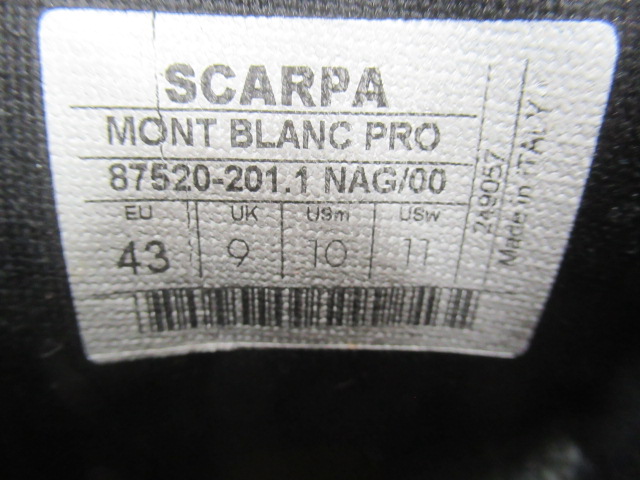 SCARPA
MONT BLANC PRO
87520-201.1 NAG/00
EU UK USm USw
43 9 10 11
249057
Made in ITALY